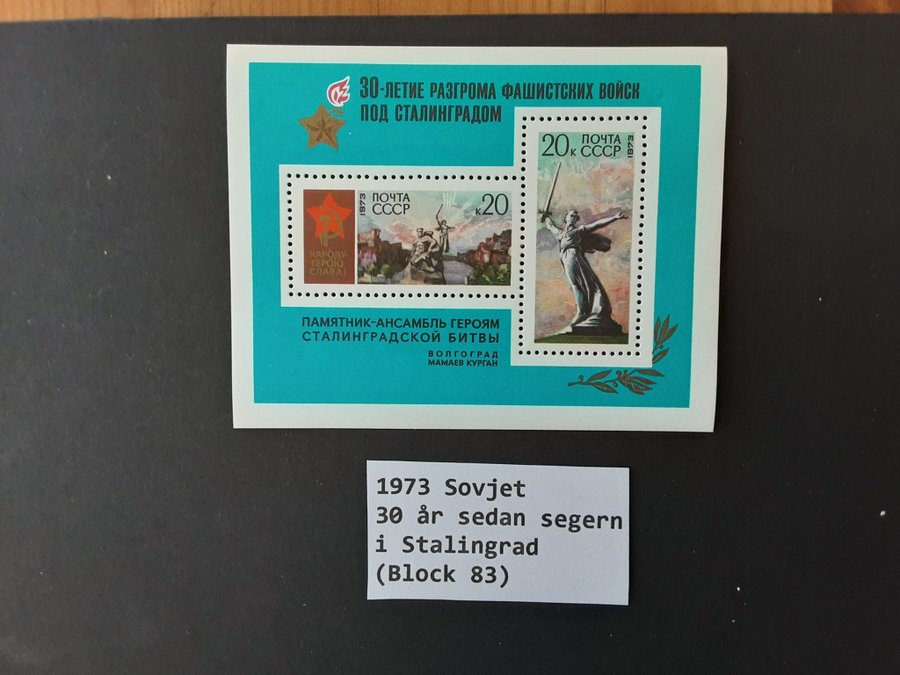 30-ЛЕТИЕ РАЗГРОМА ФАШИСТСКИХ ВОЙСК
ПОД СТАЛИНГРАДОМ
20к ПОЧТА
СССР
1973
1973
ПОЧТА
СССР
к20
НАРОДУ-
ГЕРОЮ
СЛАВА!
ПАМЯТНИК-АНСАМБЛЬ ГЕРОЯМ
СТАЛИНГРАДСКОЙ БИТВЫ
ВОЛГОГРАД
МАМАЕВ КУРГАН
1973 Sovjet
30 år sedan segern
i Stalingrad
(Block 83)